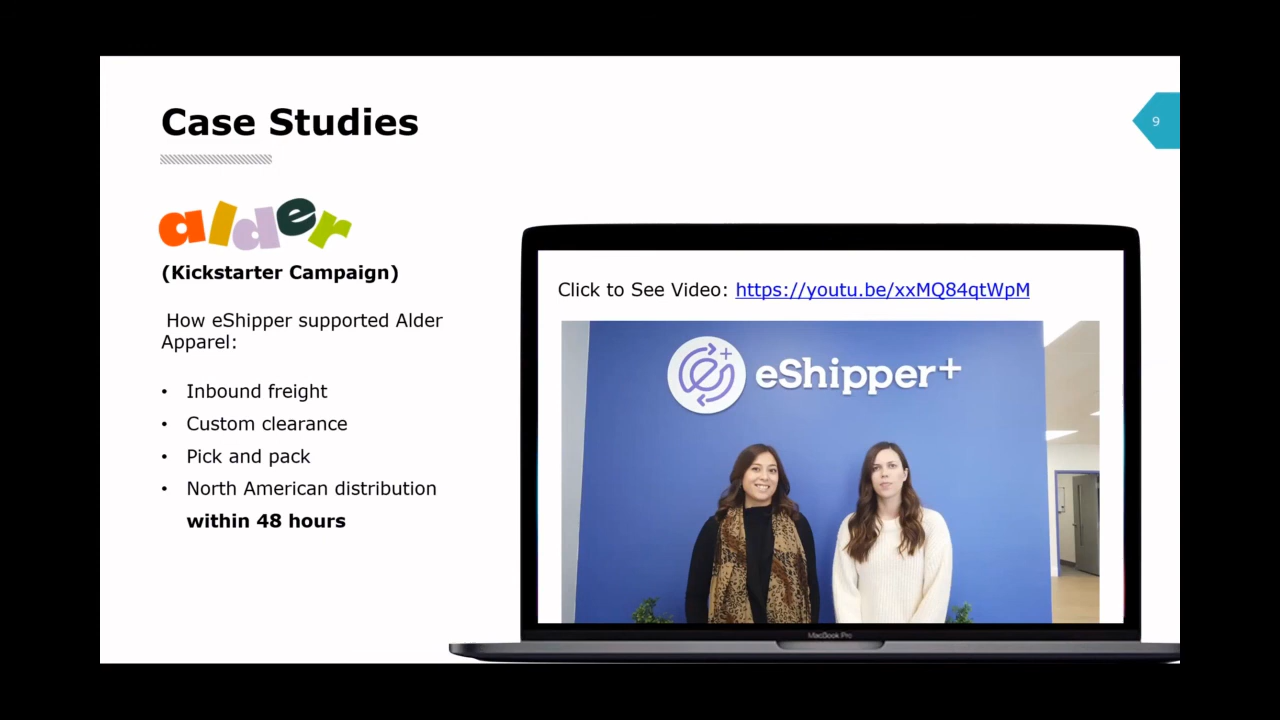 Case Studies
9
alder
(Kickstarter Campaign)
How eShipper supported Alder
Apparel:
• Inbound freight
• Custom clearance
• Pick and pack
• North American distribution
within 48 hours
Click to See Video: https://youtu.be/xxMQ84qtWpM
eShipper+
MacBook Pro